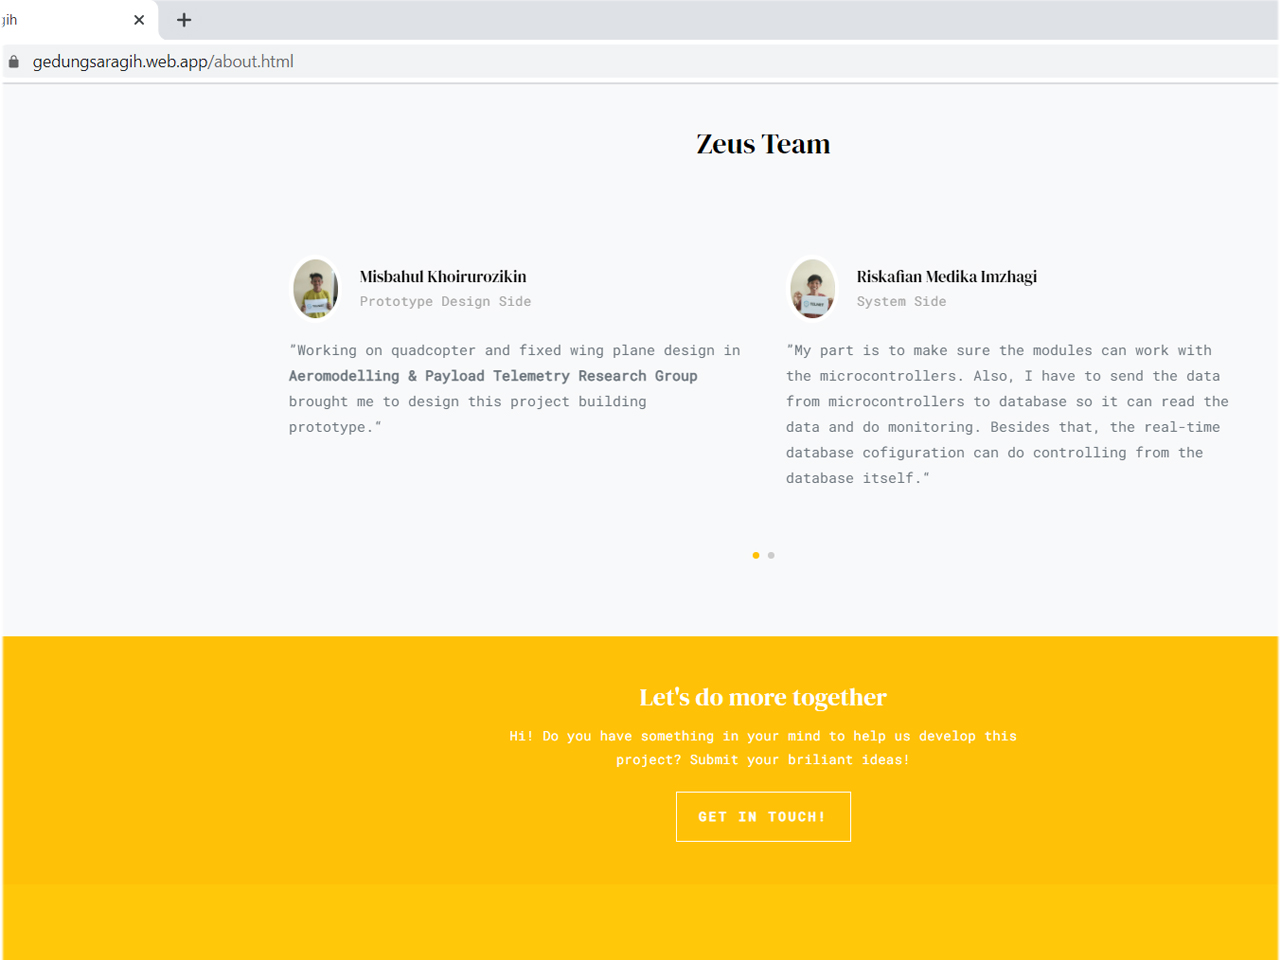 gih
gedungsaragih.web.app/about.html
Zeus Team
Misbahul Khoirurozikin
Prototype Design Side
“Working on quadcopter and fixed wing plane design in
Aeromodelling & Payload Telemetry Research Group
brought me to design this project building
prototype.“
Riskafian Medika Imzhagi
System Side
“My part is to make sure the modules can work with
the microcontrollers. Also, I have to send the data
from microcontrollers to database so it can read the
data and do monitoring. Besides that, the real-time
database cofiguration can do controlling from the
database itself.“
Let's do more together
Hi! Do you have something in your mind to help us develop this
project? Submit your briliant ideas!
GET IN TOUCH!